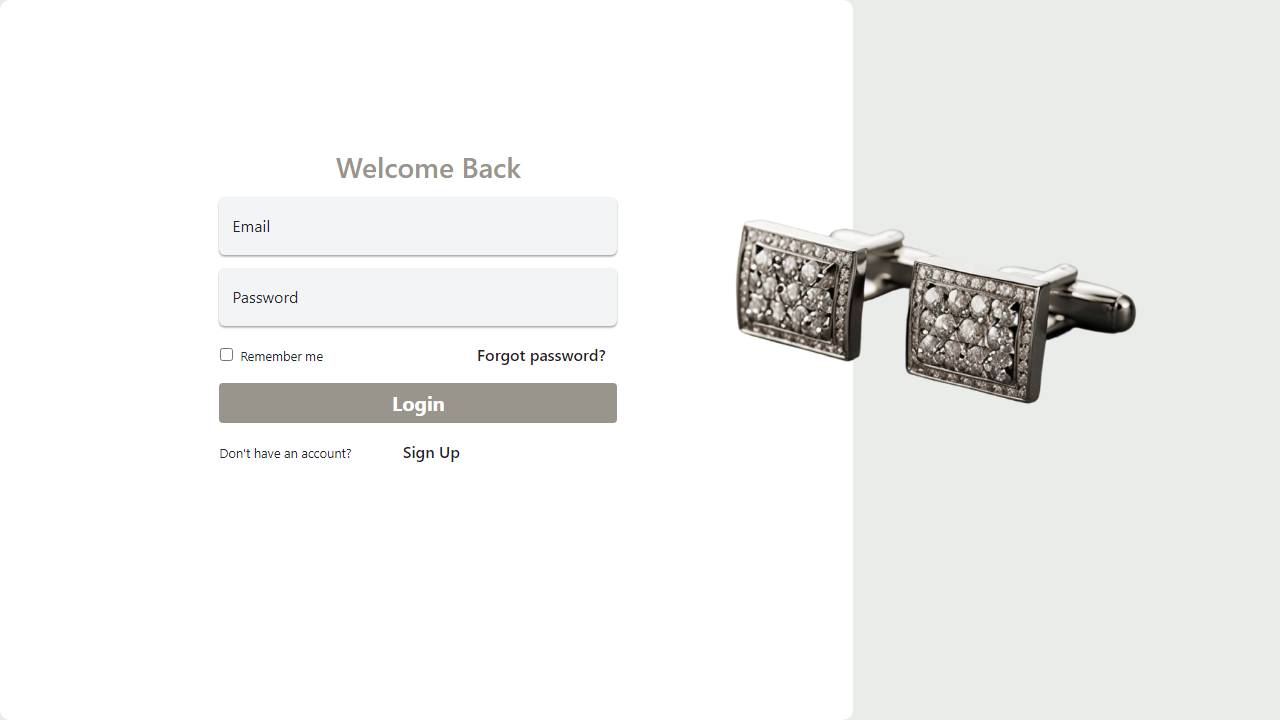 Welcome Back
Email
Password
Remember me
Forgot password?
Login
Don't have an account?
Sign Up